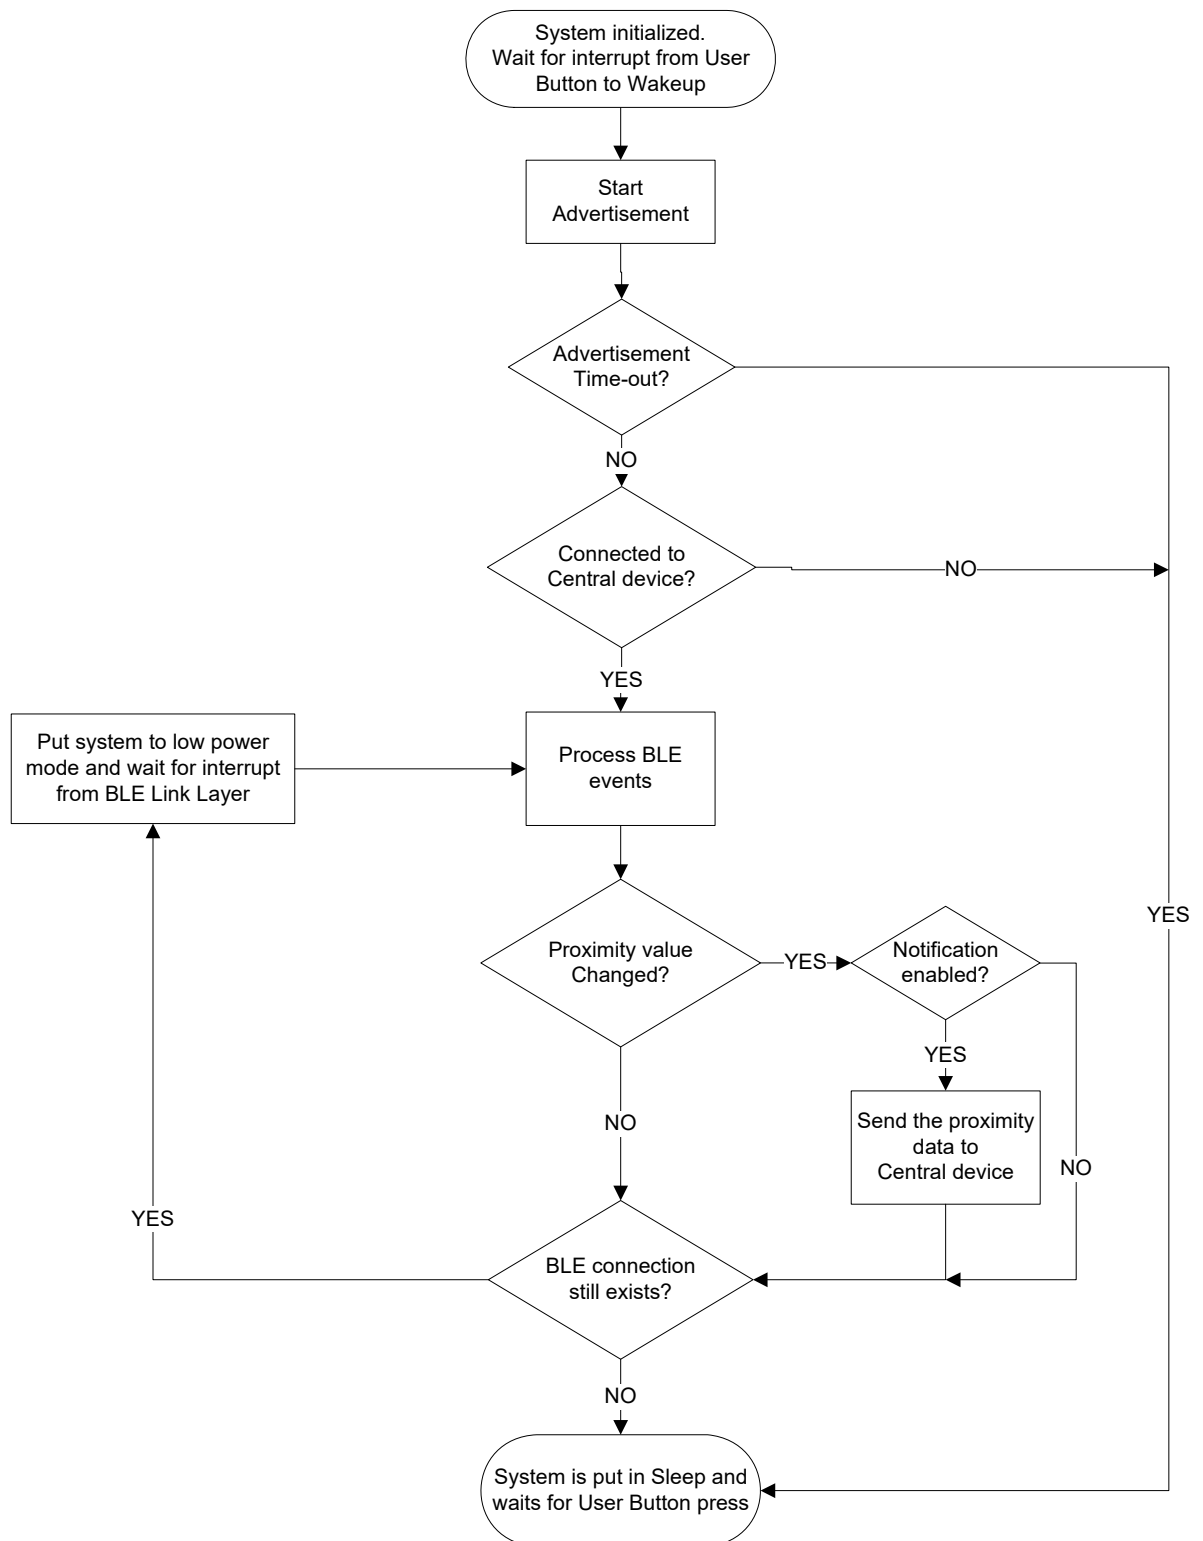 System initialized.
Wait for interrupt from User
Button to Wakeup
Start
Advertisement
Advertisement
Time-out?
NO
Connected to
Central device?
NO
YES
Put system to low power
mode and wait for interrupt
from BLE Link Layer
Process BLE
events
YES
Proximity value
Changed?
YES
Notification
enabled?
YES
NO
Send the proximity
data to
Central device
NO
YES
BLE connection
still exists?
NO
System is put in Sleep and
waits for User Button press